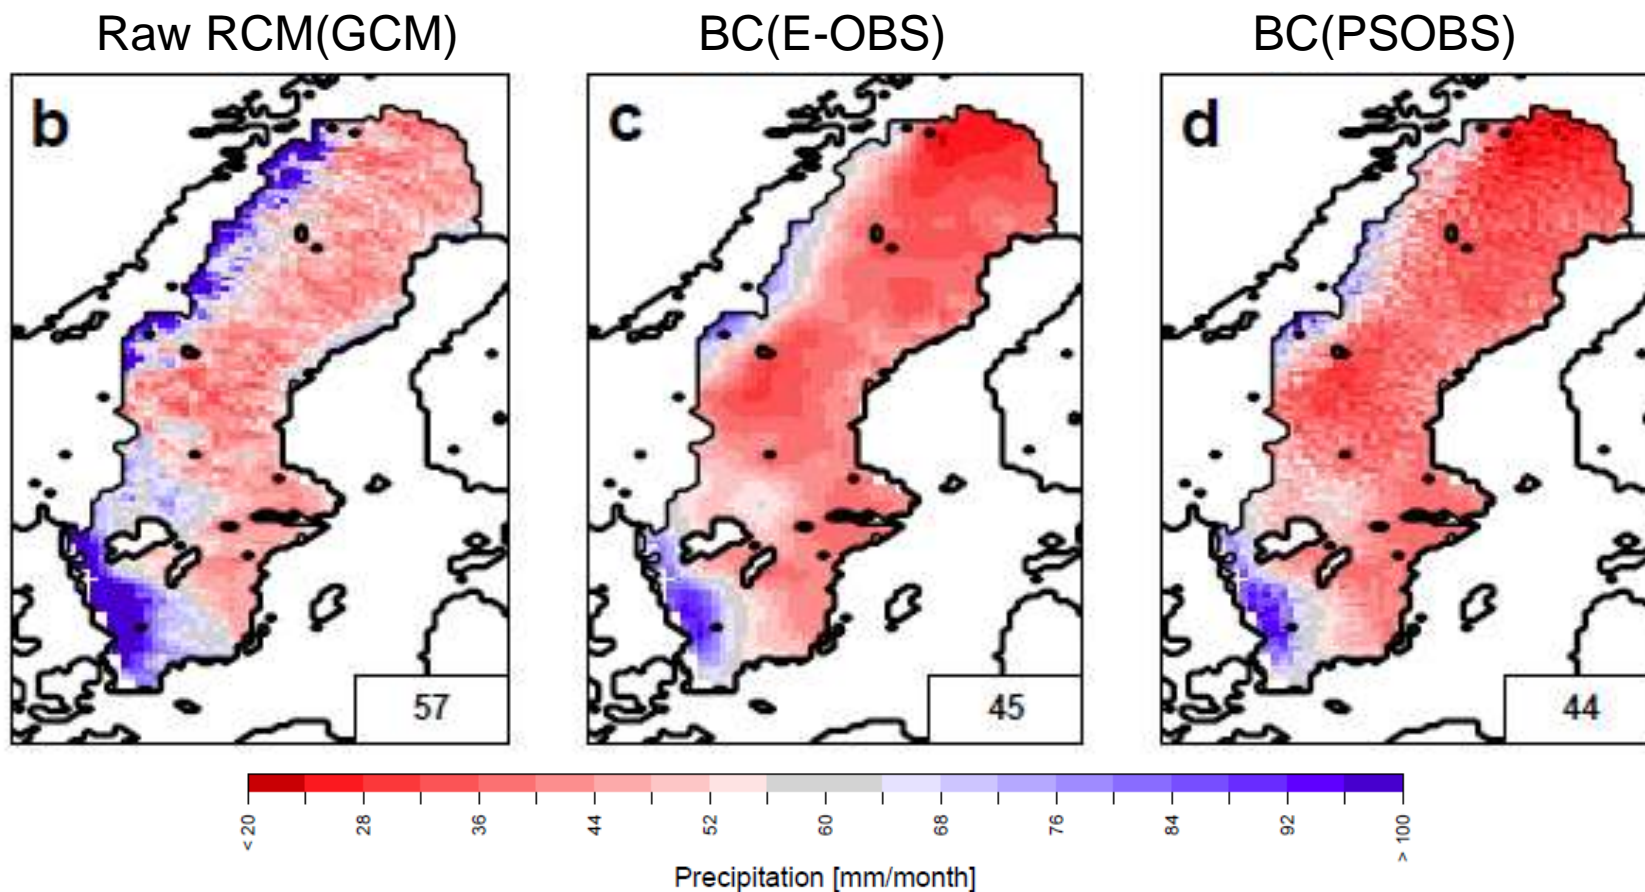 Raw RCM(GCM) BC(E-OBS) BC(PSOBS)
b c d
57 45 44
< 20 28 36 44 52 60 68 76 84 92 > 100
Precipitation [mm/month]